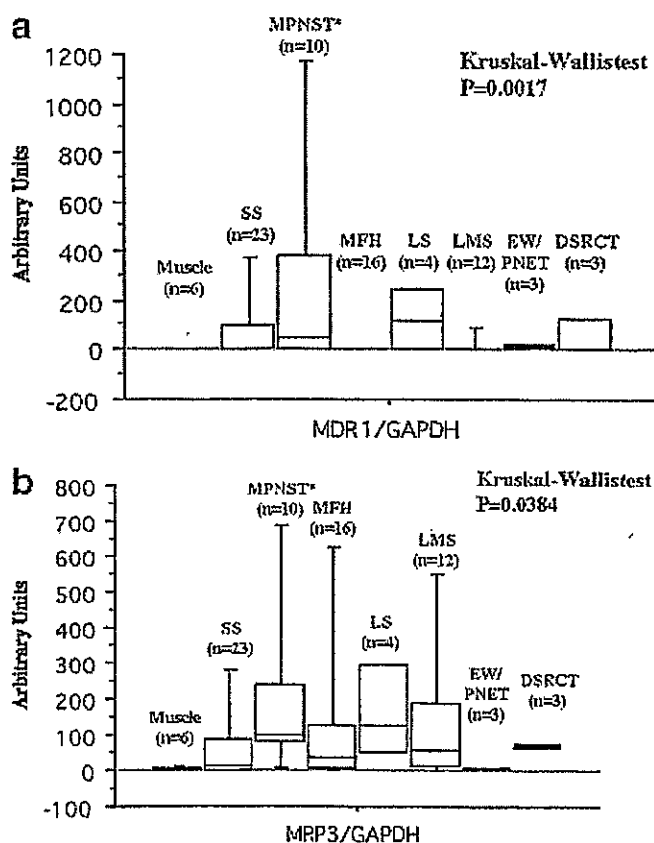 a
MPNST*
(n=10)
Kruskal-Wallistest
P=0.0017
1200
1000
800
600
400
200
0
-200
Arbitrary Units
Muscle
(n=6)
SS
(n=23)
MFH
(n=16)
LS
(n=4)
LMS
(n=12)
EW/
PNET
(n=3)
DSRCT
(n=3)
MDR1/GAPDH
b
Kruskal-Wallistest
P=0.0384
800
700
600
500
400
300
200
100
0
-100
Arbitrary Units
Muscle
(n=6)
SS
(n=23)
MPNST*
(n=10)
MFH
(n=16)
LS
(n=4)
LMS
(n=12)
EW/
PNET
(n=3)
DSRCT
(n=3)
MRP3/GAPDH